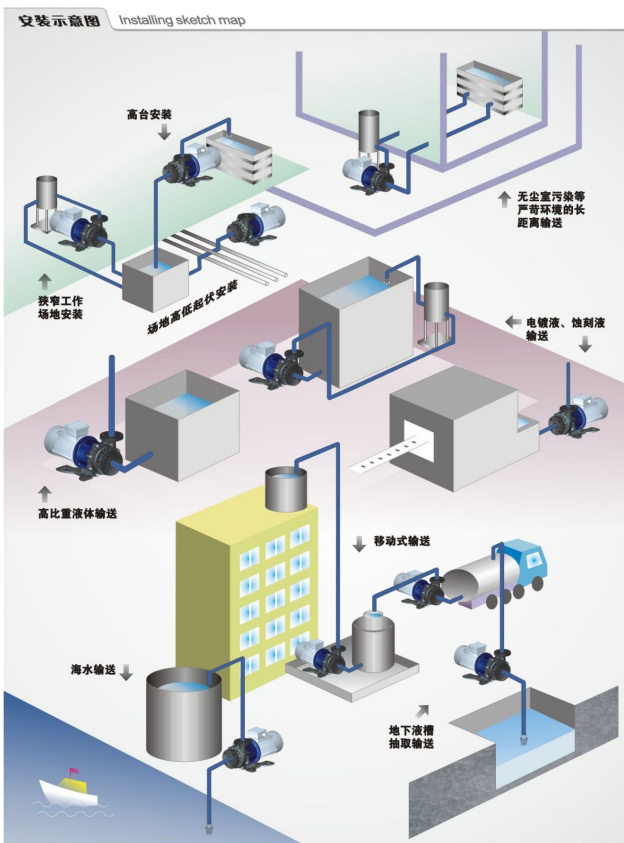 安装示意图 Installing sketch map
高台安装
无尘室污染等
严苛环境的长
距离输送
狭窄工作
场地安装
场地高低起伏安装
电镀液、蚀刻液
输送
高比重液体输送
移动式输送
海水输送
地下液槽
抽取输送